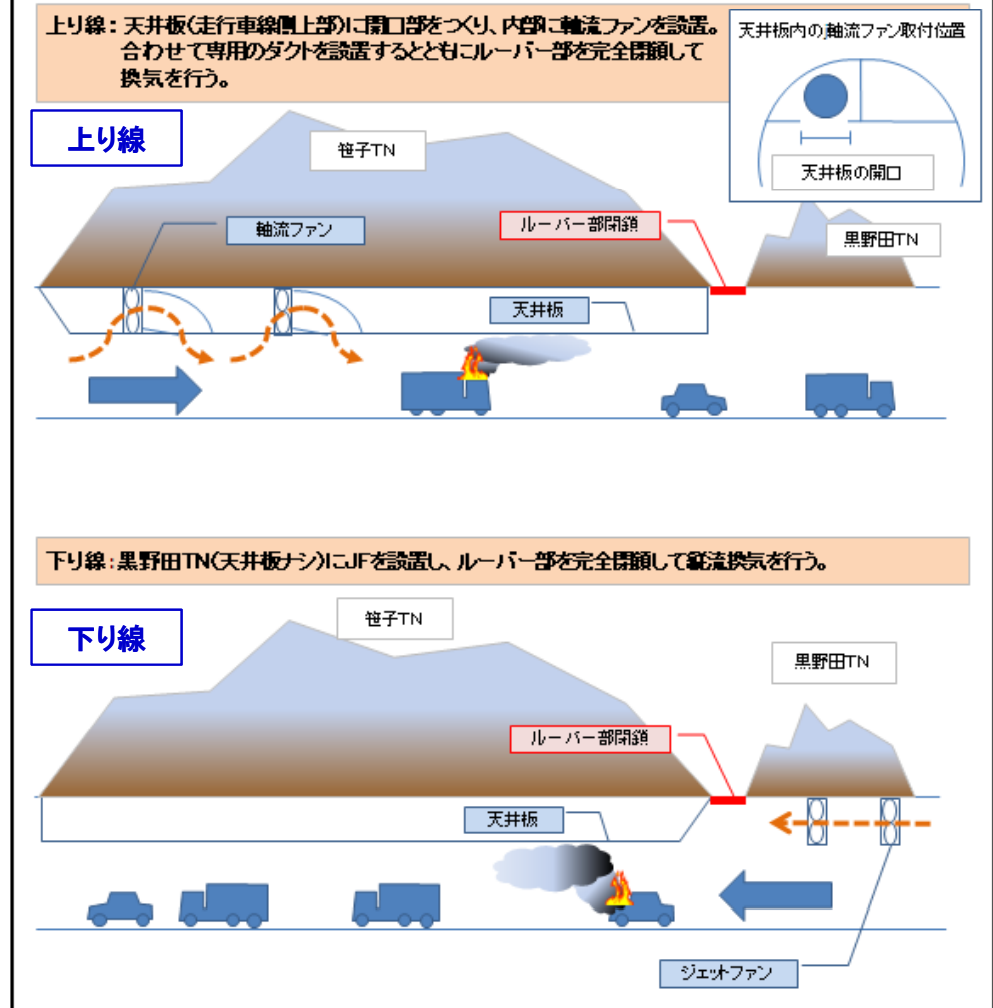 上り線：天井板(走行車線側上部)に開口部をつくり、内部に軸流ファンを設置。
合わせて専用のダクトを設置するとともにルーバー部を完全閉鎖して
換気を行う。
天井板内の軸流ファン取付位置
天井板の開口
上り線
笹子TN
軸流ファン
ルーバー部閉鎖
黒野田TN
天井板
下り線：黒野田TN(天井板ナシ)にJFを設置し、ルーバー部を完全閉鎖して縦流換気を行う。
下り線
笹子TN
黒野田TN
ルーバー部閉鎖
天井板
ジェットファン